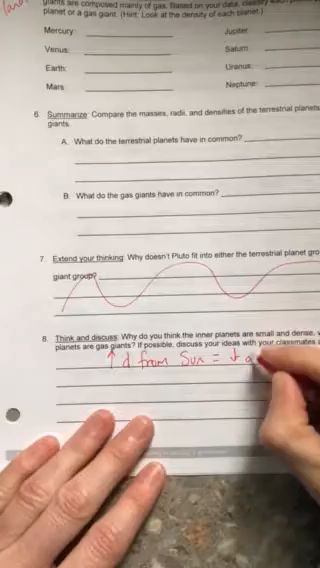 giants are composed mainly of gas. Based on your data, classify each
planet or a gas giant. (Hint: Look at the density of each planet.)
Mercury: Jupiter:
Venus: Saturn:
Earth: Uranus:
Mars: Neptune:
6. Summarize: Compare the masses, radii, and densities of the terrestrial planets
giants.
A. What do the terrestrial planets have in common?
B. What do the gas giants have in common?
7. Extend your thinking: Why doesn't Pluto fit into either the terrestrial planet
giant group?
8. Think and discuss: Why do you think the inner planets are small and dense,
planets are gas giants? If possible, discuss your ideas with your classmates
↑ d from Sun = ↓